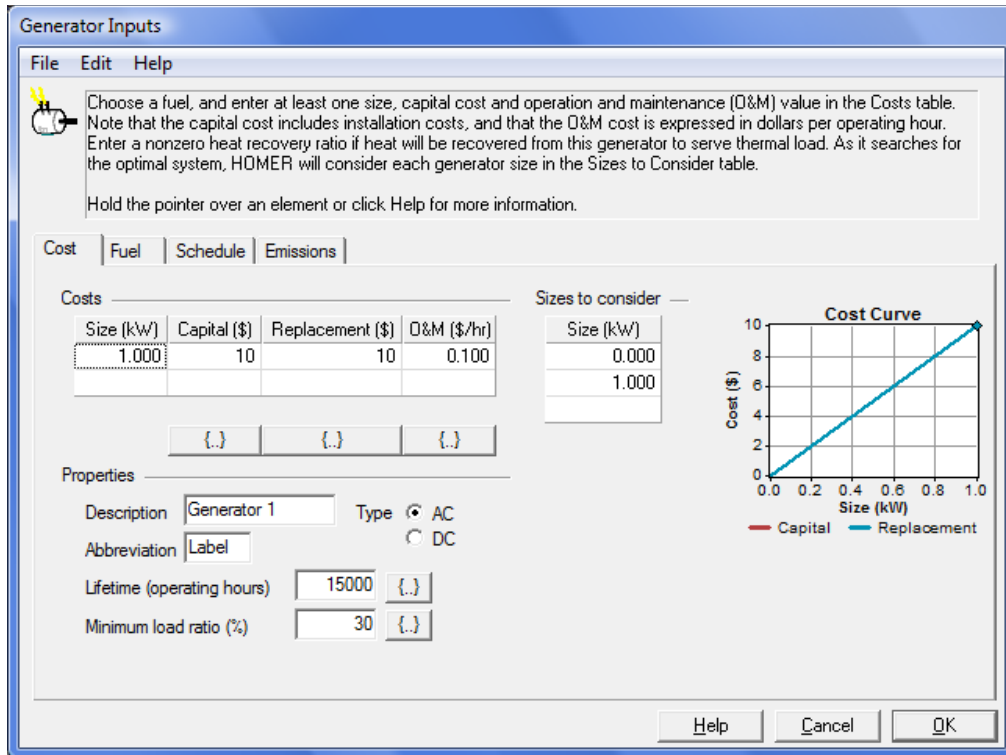 Generator Inputs
File Edit Help
Choose a fuel, and enter at least one size, capital cost and operation and maintenance (O&M) value in the Costs table.
Note that the capital cost includes installation costs, and that the O&M cost is expressed in dollars per operating hour.
Enter a nonzero heat recovery ratio if heat will be recovered from this generator to serve thermal load. As it searches for
the optimal system, HOMER will consider each generator size in the Sizes to Consider table.
Hold the pointer over an element or click Help for more information.
Cost Fuel Schedule Emissions
Costs
Size (kW) Capital ($) Replacement ($) O&M ($/hr)
1.000 10 10 0.100
{..} {..} {..}
Sizes to consider
Size (kW)
0.000
1.000
Cost Curve
10
8
6
4
2
0
Cost ($)
0.0 0.2 0.4 0.6 0.8 1.0
Size (kW)
Capital Replacement
Properties
Description Generator 1 Type AC
DC
Abbreviation Label
Lifetime (operating hours) 15000 {..}
Minimum load ratio (%) 30 {..}
Help Cancel OK